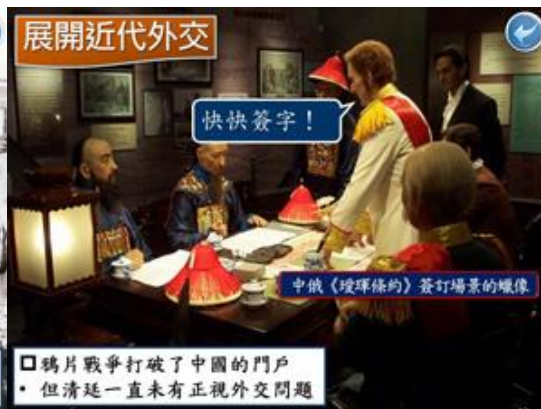 展開近代外交
快快簽字！
中俄《璦琿條約》簽訂場景的蠟像
鴉片戰爭打破了中國的門戶
• 但清廷一直未有正視外交問題